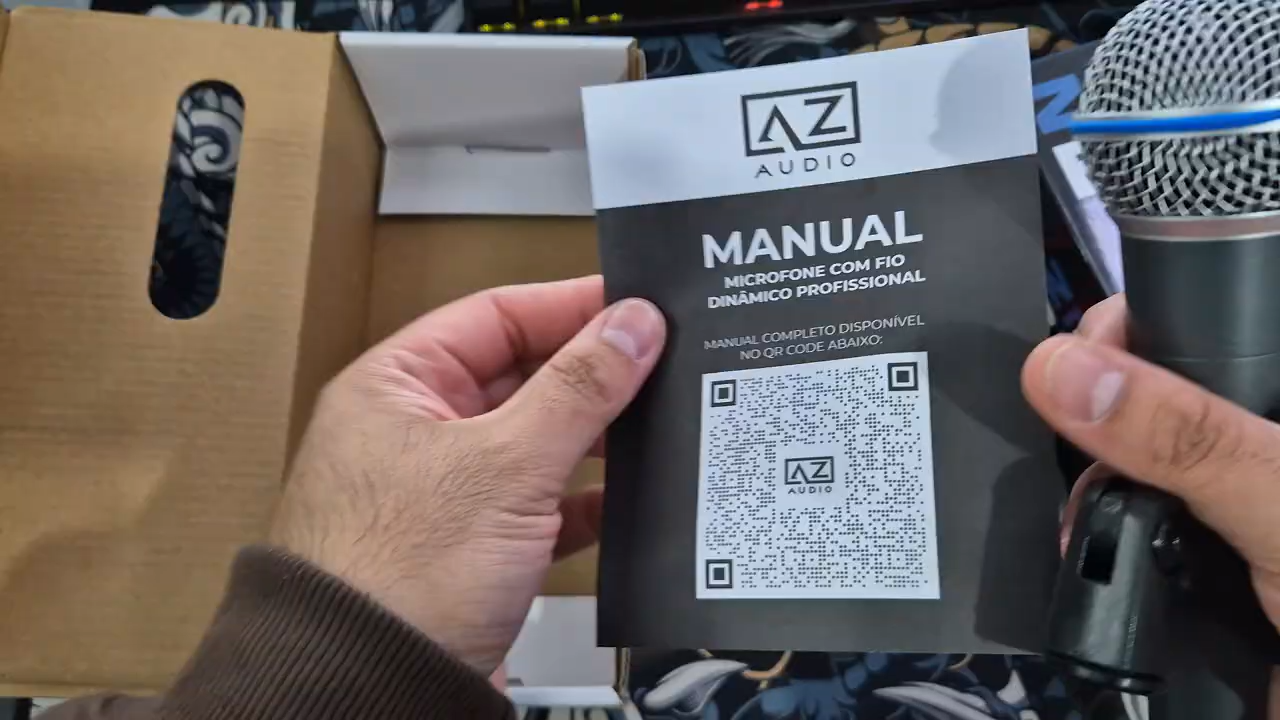 AZ
AUDIO
MANUAL
MICROFONE COM FIO
DINÂMICO PROFISSIONAL
MANUAL COMPLETO DISPONÍVEL
NO QR CODE ABAIXO:
AZ
AUDIO